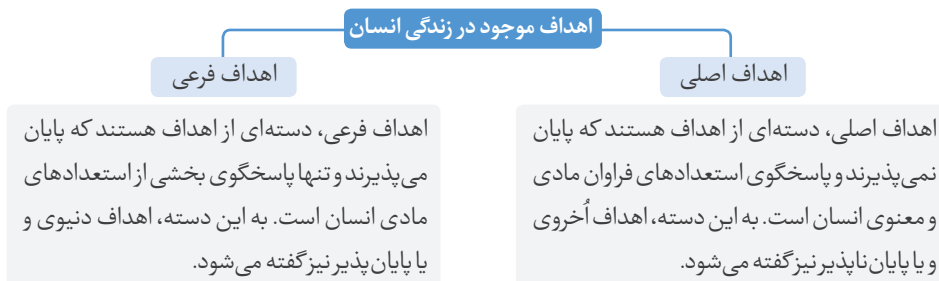 اهداف موجود در زندگی انسان
اهداف اصلی
اهداف اصلی، دسته‌ای از اهداف هستند که پایان
نمی‌پذیرند و پاسخگوی استعدادهای فراوان مادی
و معنوی انسان است. به این دسته، اهداف اُخروی
و یا پایان‌ناپذیر نیز گفته می‌شود.
اهداف فرعی
اهداف فرعی، دسته‌ای از اهداف هستند که پایان
می‌پذیرند و تنها پاسخگوی بخشی از استعدادهای
مادی انسان است. به این دسته، اهداف دنیوی و
یا پایان‌پذیر نیز گفته می‌شود.